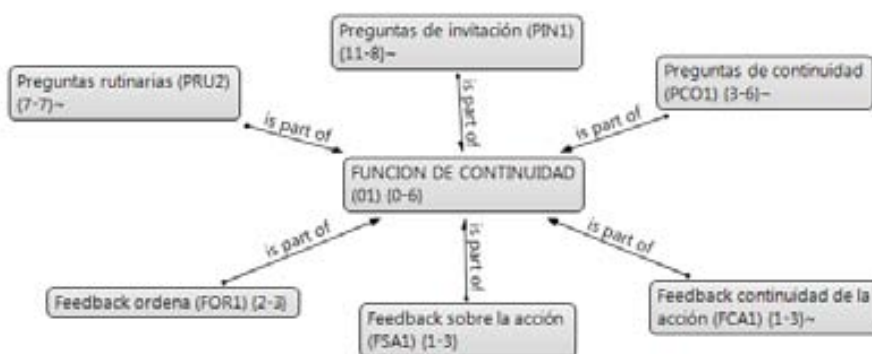 Preguntas de invitación (PIN1)
{11-8}~
Preguntas rutinarias (PRU2)
{7-7}~
Preguntas de continuidad
(PCO1) {3-6}~
is part of
is part of
is part of
FUNCION DE CONTINUIDAD
(01) {0-6}
is part of
is part of
is part of
Feedback ordena (FOR1) {2-3}
Feedback sobre la acción
(FSA1) {1-3}
Feedback continuidad de la
acción (FCA1) {1-3}~